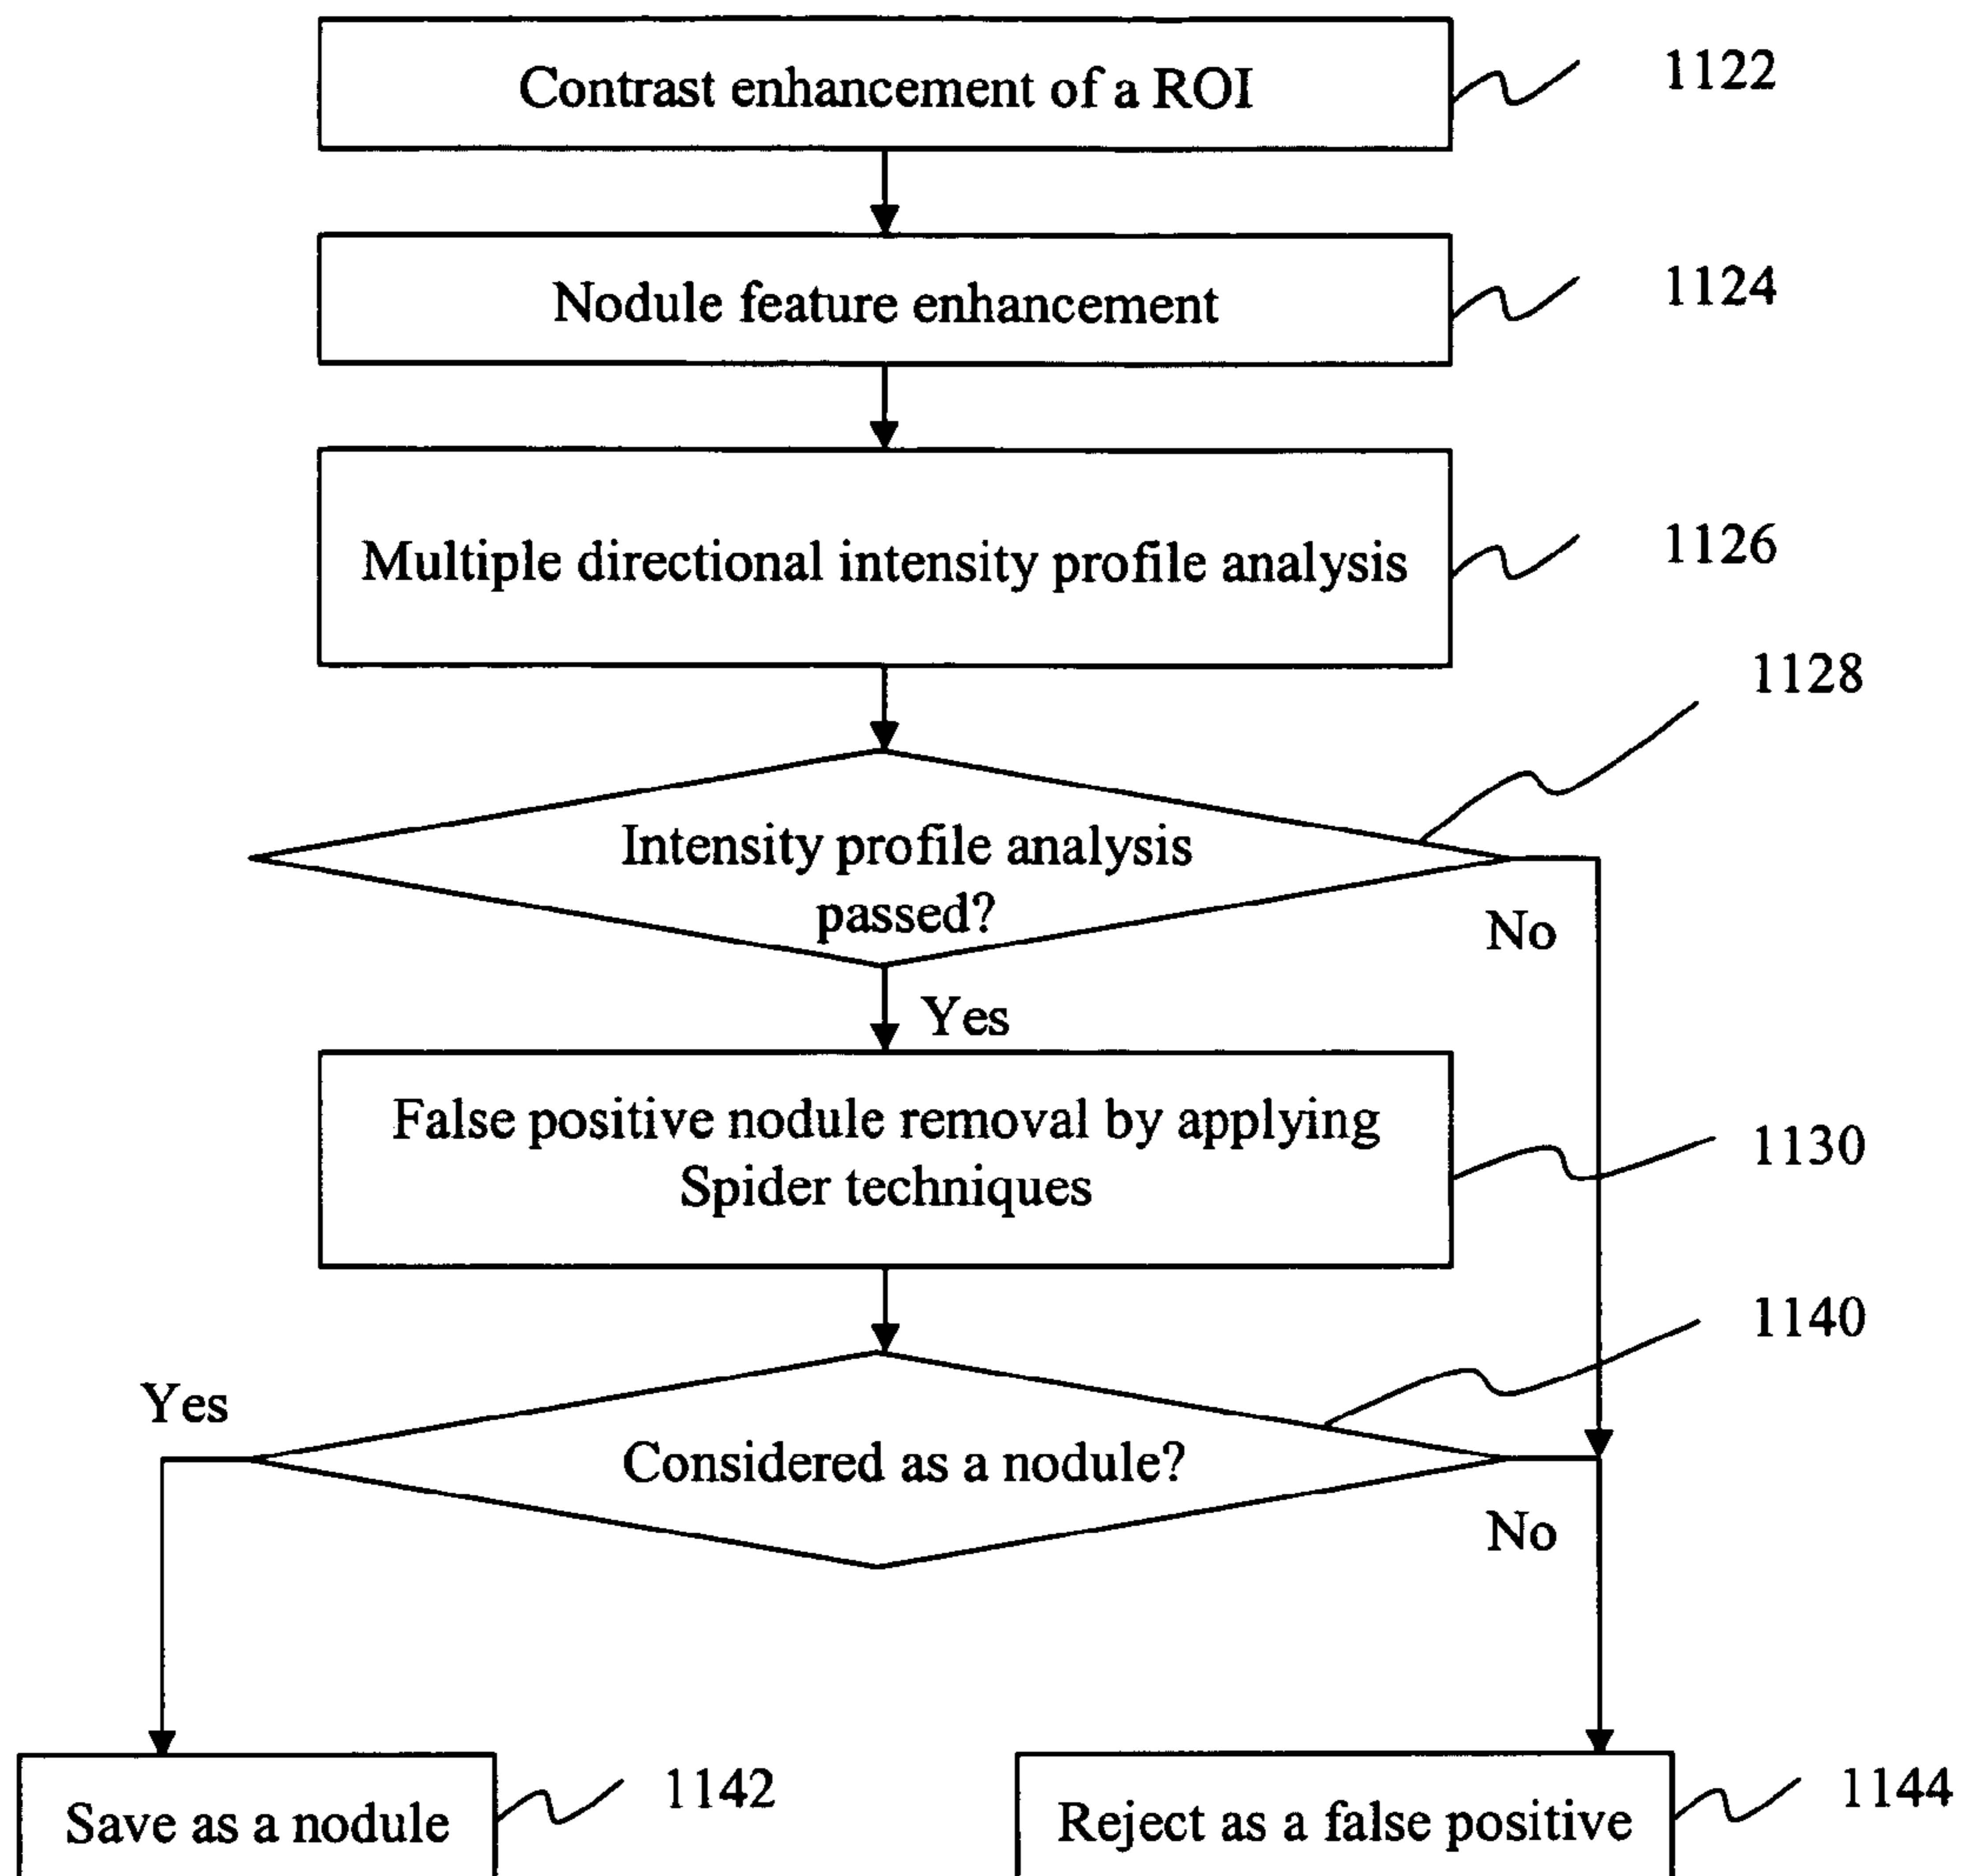 Contrast enhancement of a ROI
1122
Nodule feature enhancement
1124
Multiple directional intensity profile analysis
1126
1128
Intensity profile analysis
passed?
No
Yes
False positive nodule removal by applying
Spider techniques
1130
1140
Yes
Considered as a nodule?
No
Save as a nodule
1142
Reject as a false positive
1144